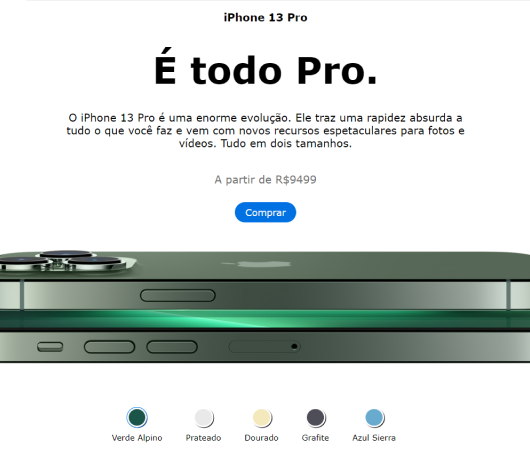 iPhone 13 Pro
É todo Pro.
O iPhone 13 Pro é uma enorme evolução. Ele traz uma rapidez absurda a
tudo o que você faz e vem com novos recursos espetaculares para fotos e
vídeos. Tudo em dois tamanhos.
A partir de R$9499
Comprar
Verde Alpino
Prateado
Dourado
Grafite
Azul Sierra